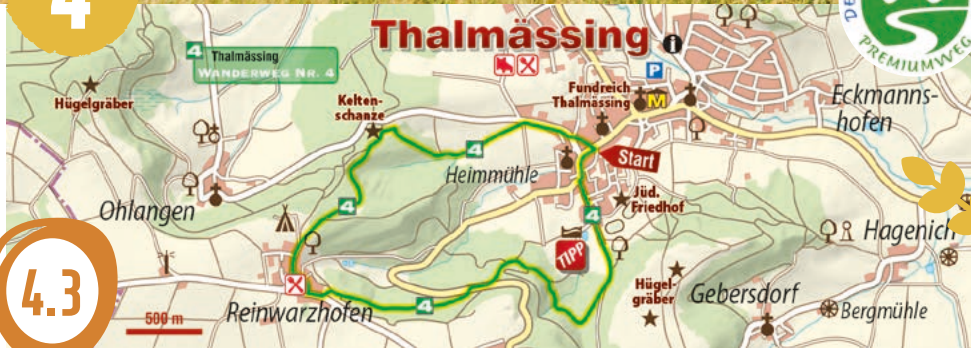 4
Thalmässing
i
DE
PREMIUMWEG
4
Thalmässing
WANDERWEG NR. 4
P
Hügelgräber
Kelten-
schanze
Fundreich
Thalmässing
M
Eckmanns-
hofen
4
Heimmühle
Start
Jüd.
Friedhof
4
4
Ohlangen
TIPP
Hagenich
4.3
Hügel-
gräber
Gebersdorf
Bergmühle
4
Reinwarzhofen
500 m